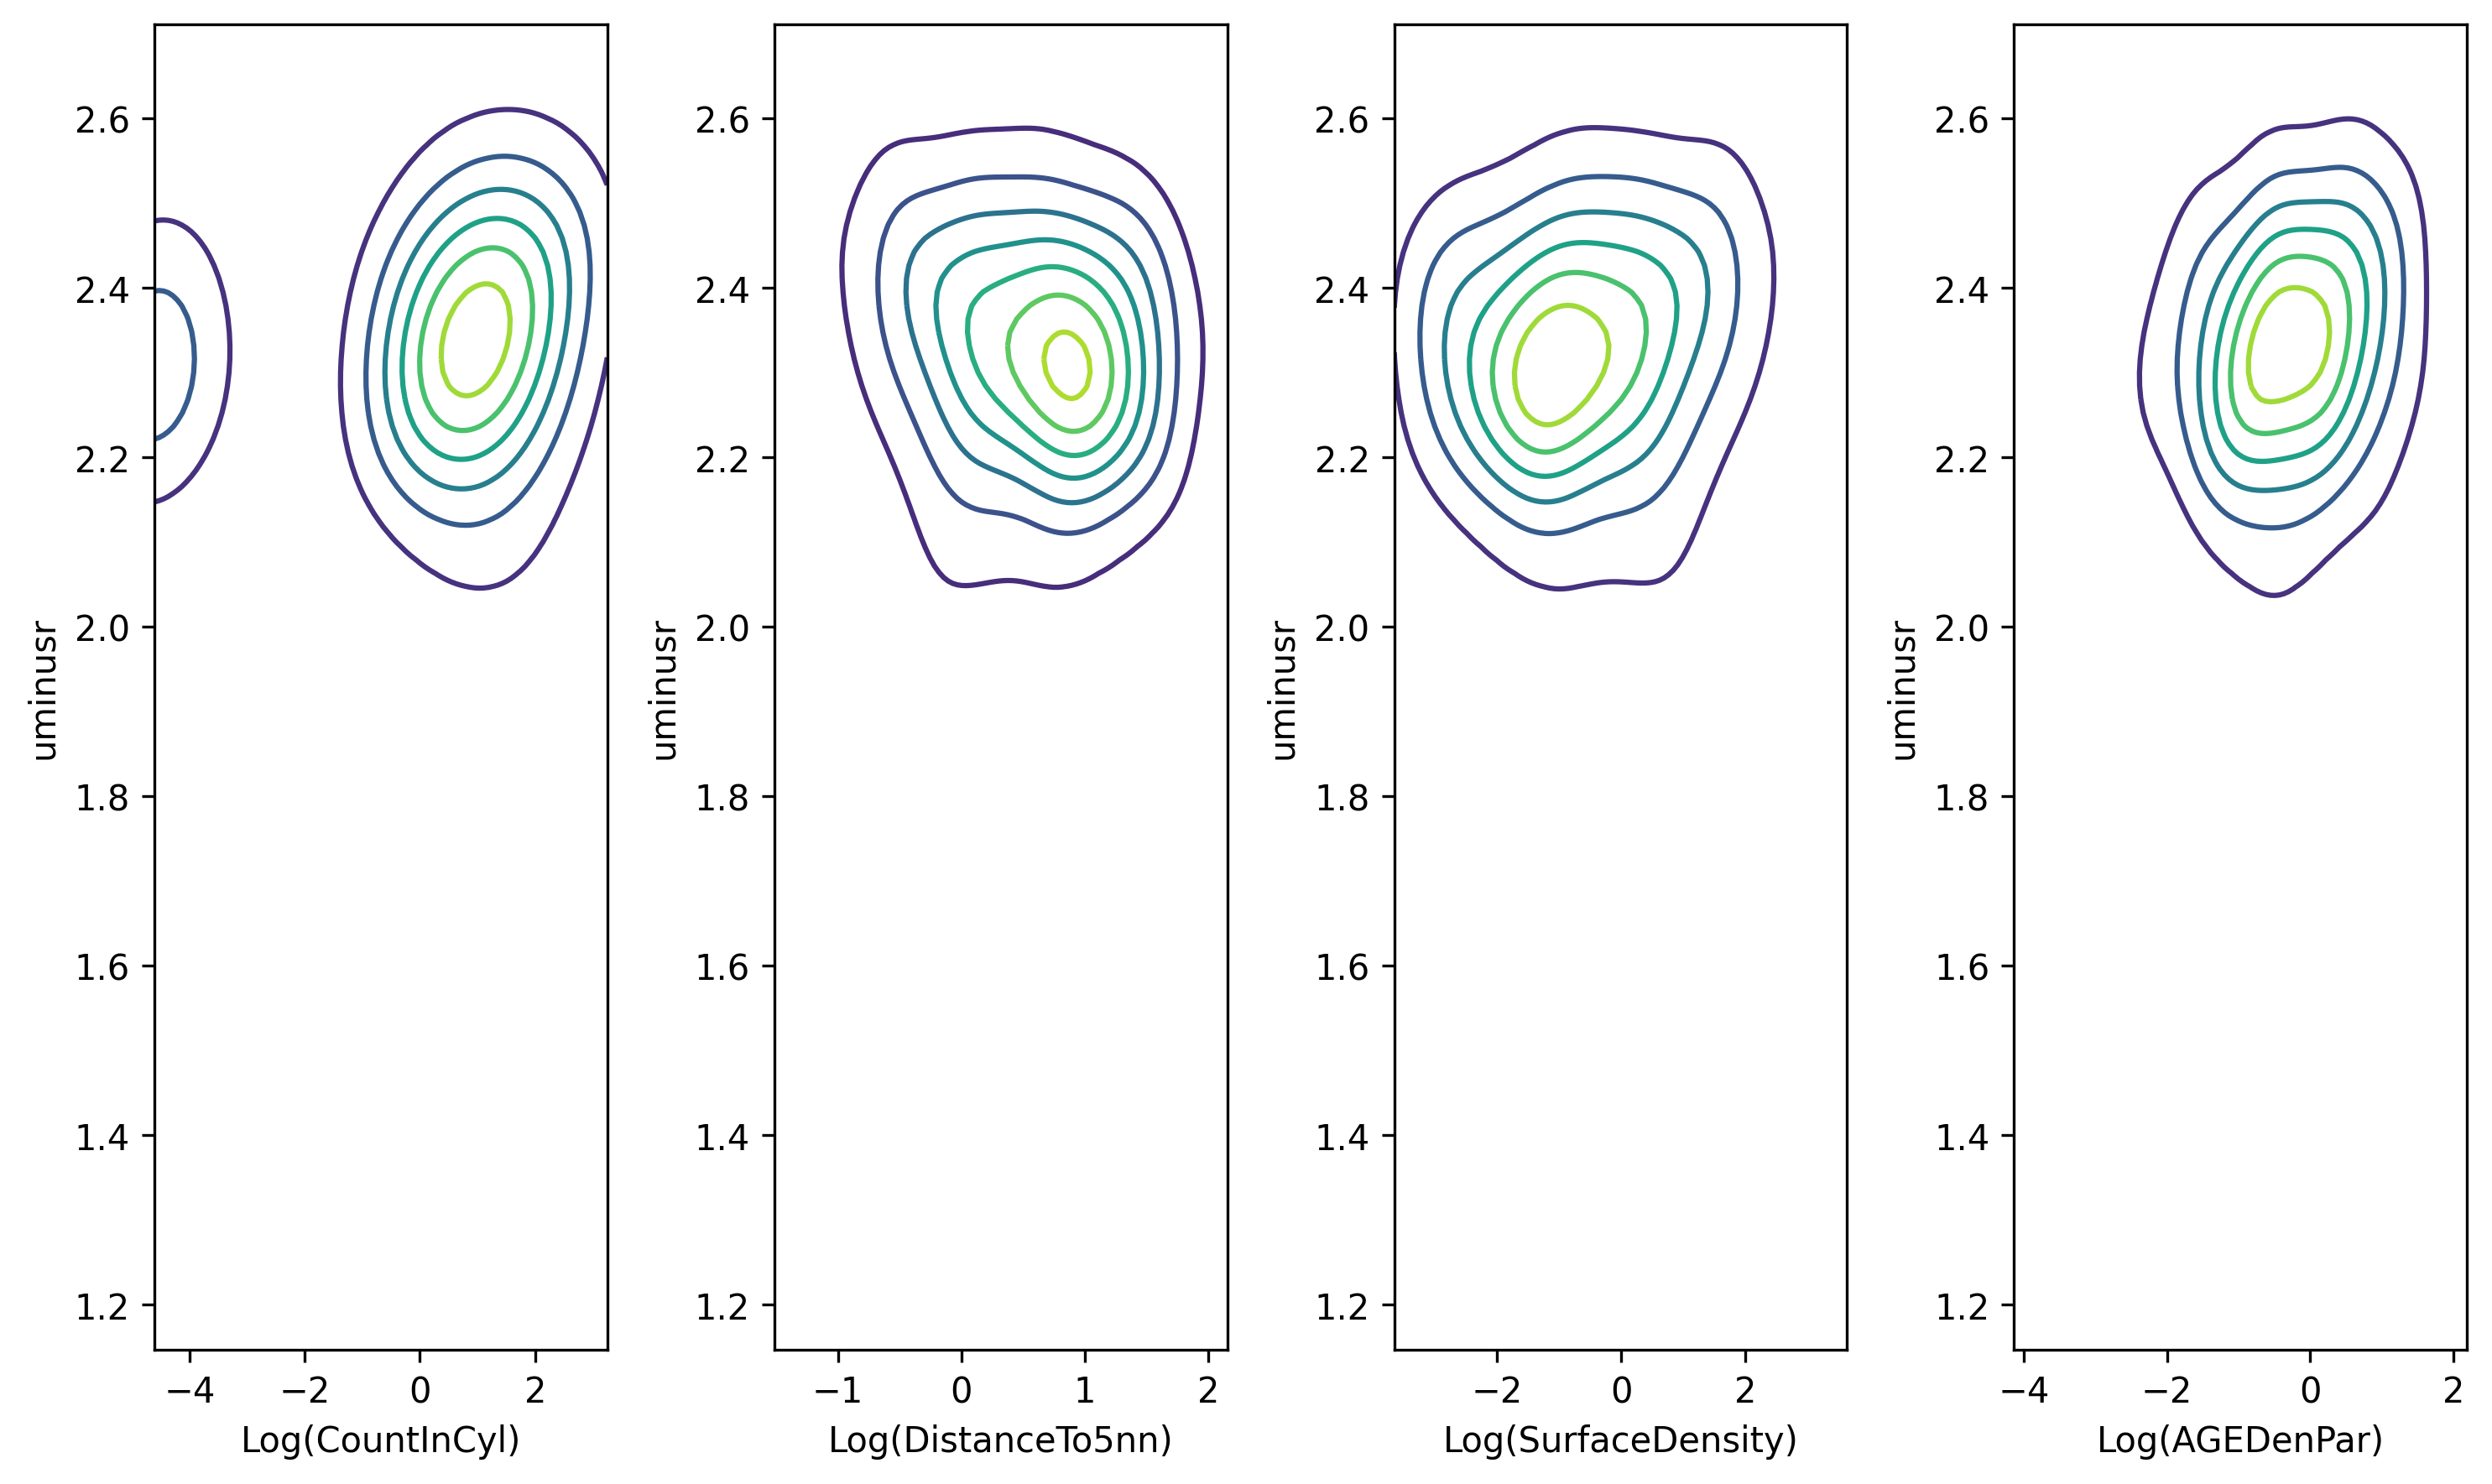 2.6 2.6 2.6 2.6
2.4 2.4 2.4 2.4
2.2 2.2 2.2 2.2
2.0 2.0 2.0 2.0
uminusr uminusr uminusr uminusr
1.8 1.8 1.8 1.8
1.6 1.6 1.6 1.6
1.4 1.4 1.4 1.4
1.2 1.2 1.2 1.2
−4 −2 0 2 −1 0 1 2 −2 0 2 −4 −2 0 2
Log(CountInCyl) Log(DistanceTo5nn) Log(SurfaceDensity) Log(AGEDenPar)